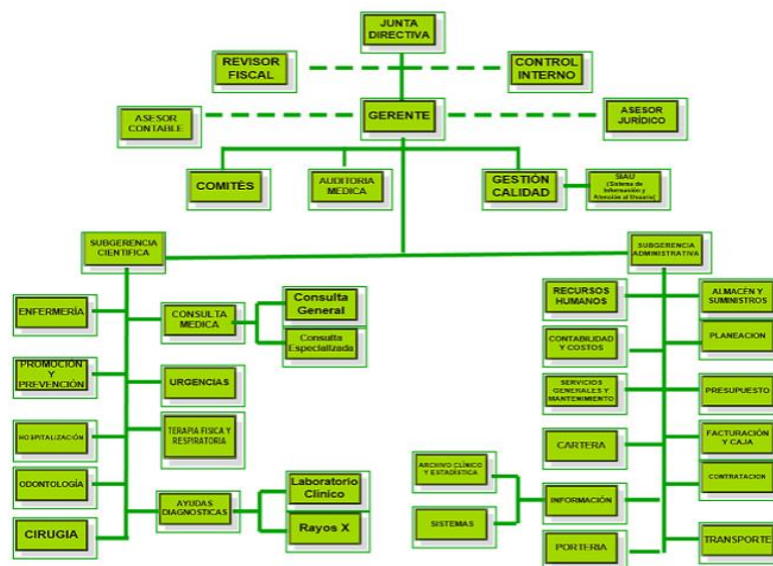 JUNTA
DIRECTIVA
REVISOR
FISCAL
CONTROL
INTERNO
ASESOR
CONTABLE
GERENTE
ASESOR
JURÍDICO
COMITÉS
AUDITORIA
MEDICA
GESTIÓN
CALIDAD
SIAU
(Sistema de
Información y
Atención al Usuario)
SUBGERENCIA
CIENTIFICA
SUBGERENCIA
ADMINISTRATIVA
ENFERMERÍA
CONSULTA
MEDICA
Consulta
General
Consulta
Especializada
PROMOCIÓN
Y
PREVENCIÓN
URGENCIAS
HOSPITALIZACIÓN
TERAPIA FISICA Y
RESPIRATORIA
ODONTOLOGÍA
AYUDAS
DIAGNOSTICAS
Laboratorio
Clinico
Rayos X
CIRUGIA
RECURSOS
HUMANOS
ALMACÉN Y
SUMINISTROS
CONTABILIDAD
Y COSTOS
PLANEACION
SERVICIOS
GENERALES Y
MANTENIMIENTO
PRESUPUESTO
CARTERA
FACTURACIÓN
Y CAJA
ARCHIVO CLÍNICO
Y ESTADÍSTICA
SISTEMAS
INFORMACIÓN
CONTRATACION
PORTERIA
TRANSPORTE